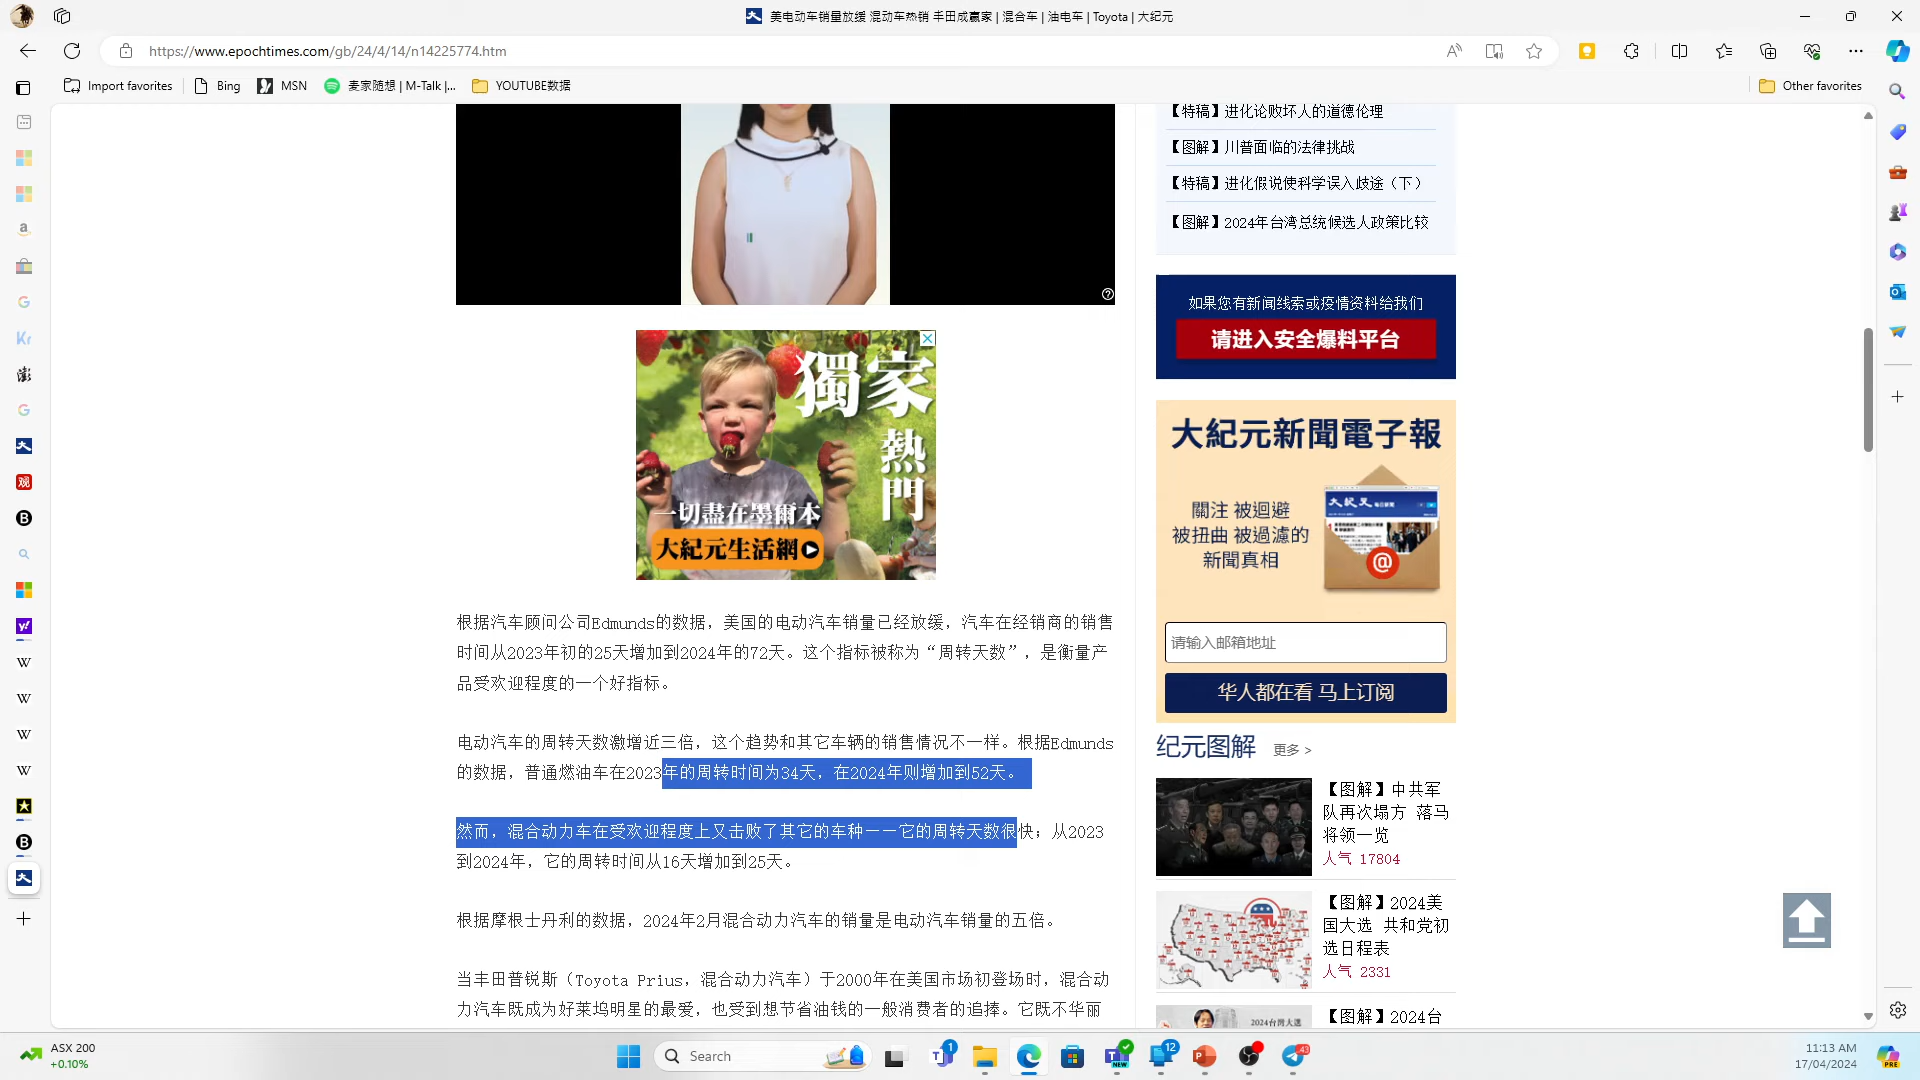 美电动车销量放缓 混动车热销 丰田成赢家 | 混合车 | 油电车 | Toyota | 大纪元
https://www.epochtimes.com/gb/24/4/14/n14225774.htm
Import favorites
Bing
MSN
麦家随想 | M-Talk |...
YOUTUBE数据
Other favorites
【特稿】进化论败坏人的道德伦理
【图解】川普面临的法律挑战
【特稿】进化假说使科学误入歧途（下）
【图解】2024年台湾总统候选人政策比较
如果您有新闻线索或疫情资料给我们
请进入安全爆料平台
獨家
熱門
一切盡在墨爾本
大紀元生活網
大紀元新聞電子報
關注 被迴避
被扭曲 被過濾的
新聞真相
大紀元
@
请输入邮箱地址
华人都在看 马上订阅
根据汽车顾问公司Edmunds的数据，美国的电动汽车销量已经放缓，汽车在经销商的销售
时间从2023年初的25天增加到2024年的72天。这个指标被称为“周转天数”，是衡量产
品受欢迎程度的一个好指标。
电动汽车的周转天数激增近三倍，这个趋势和其它车辆的销售情况不一样。根据Edmunds
的数据，普通燃油车在2023年的周转时间为34天，在2024年则增加到52天。
然而，混合动力车在受欢迎程度上又击败了其它的车种——它的周转天数很快；从2023
到2024年，它的周转时间从16天增加到25天。
根据摩根士丹利的数据，2024年2月混合动力汽车的销量是电动汽车销量的五倍。
当丰田普锐斯（Toyota Prius，混合动力汽车）于2000年在美国市场初登场时，混合动
力汽车既成为好莱坞明星的最爱，也受到想节省油钱的一般消费者的追捧。它既不华丽
纪元图解
更多 >
【图解】中共军
队再次塌方 落马
将领一览
人气 17804
【图解】2024美
国大选 共和党初
选日程表
人气 2331
2024台灣大選
【图解】2024台
ASX 200
+0.10%
Search
1
NEW
12
43
11:13 AM
17/04/2024
PRE